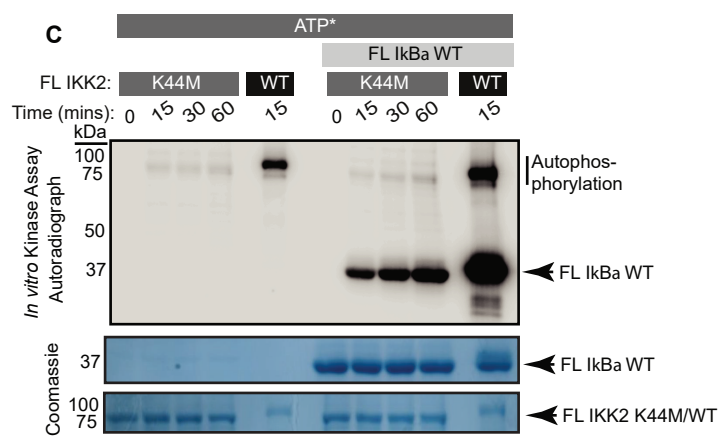 C
ATP*
FL IkBa WT
FL IKK2: K44M WT K44M WT
Time (mins): 0 15 30 60 15 0 15 30 60 15
kDa
100
75
50
37
In vitro Kinase Assay
Autoradiograph
Autophos-
phorylation
FL IkBa WT
Coomassie
37
FL IkBa WT
100
75
FL IKK2 K44M/WT